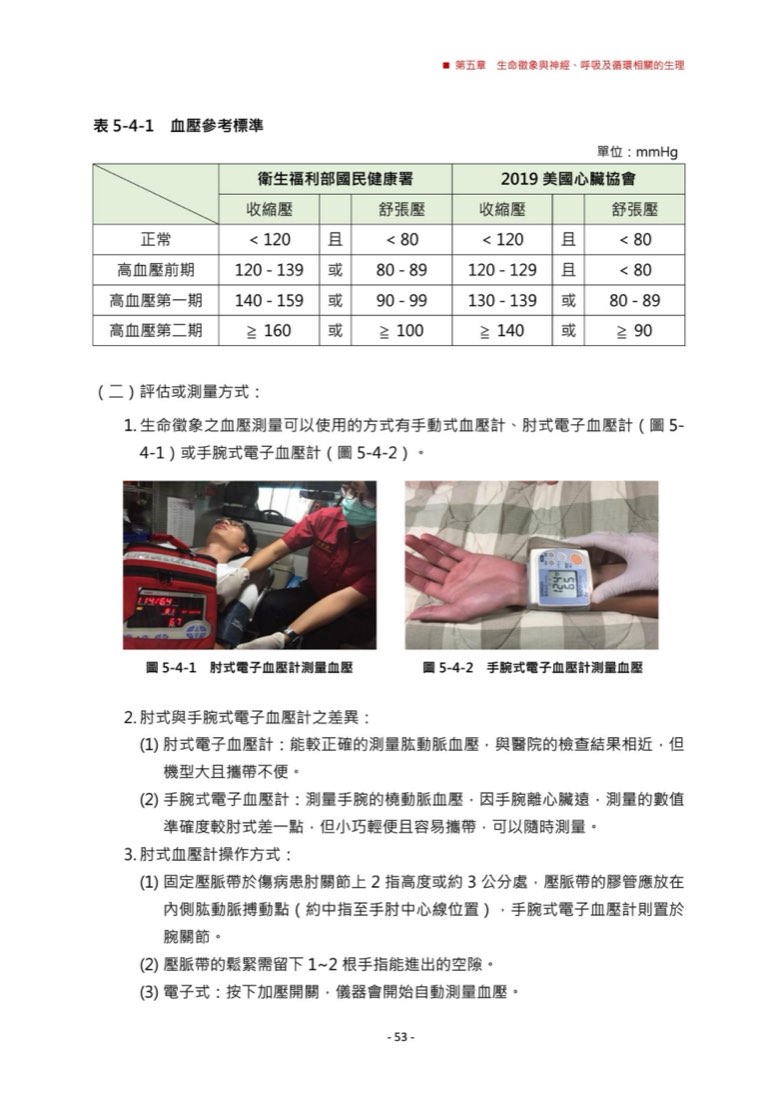 ■ 第五章　生命徵象與神經、呼吸及循環相關的生理
表 5-4-1　血壓參考標準
單位：mmHg
衛生福利部國民健康署　2019 美國心臟協會
收縮壓　舒張壓　收縮壓　舒張壓
正常　< 120　且　< 80　< 120　且　< 80
高血壓前期　120 - 139　或　80 - 89　120 - 129　且　< 80
高血壓第一期　140 - 159　或　90 - 99　130 - 139　或　80 - 89
高血壓第二期　≧ 160　或　≧ 100　≧ 140　或　≧ 90
（二）評估或測量方式：
1. 生命徵象之血壓測量可以使用的方式有手動式血壓計、肘式電子血壓計（圖 5-
4-1）或手腕式電子血壓計（圖 5-4-2）。
114/64
67
圖 5-4-1　肘式電子血壓計測量血壓
圖 5-4-2　手腕式電子血壓計測量血壓
2. 肘式與手腕式電子血壓計之差異：
(1) 肘式電子血壓計：能較正確的測量肱動脈血壓，與醫院的檢查結果相近，但
機型大且攜帶不便。
(2) 手腕式電子血壓計：測量手腕的橈動脈血壓，因手腕離心臟遠，測量的數值
準確度較肘式差一點，但小巧輕便且容易攜帶，可以隨時測量。
3. 肘式血壓計操作方式：
(1) 固定壓脈帶於傷病患肘關節上 2 指高度或約 3 公分處，壓脈帶的膠管應放在
內側肱動脈搏動點（約中指至手肘中心線位置），手腕式電子血壓計則置於
腕關節。
(2) 壓脈帶的鬆緊需留下 1~2 根手指能進出的空隙。
(3) 電子式：按下加壓開關，儀器會開始自動測量血壓。
- 53 -